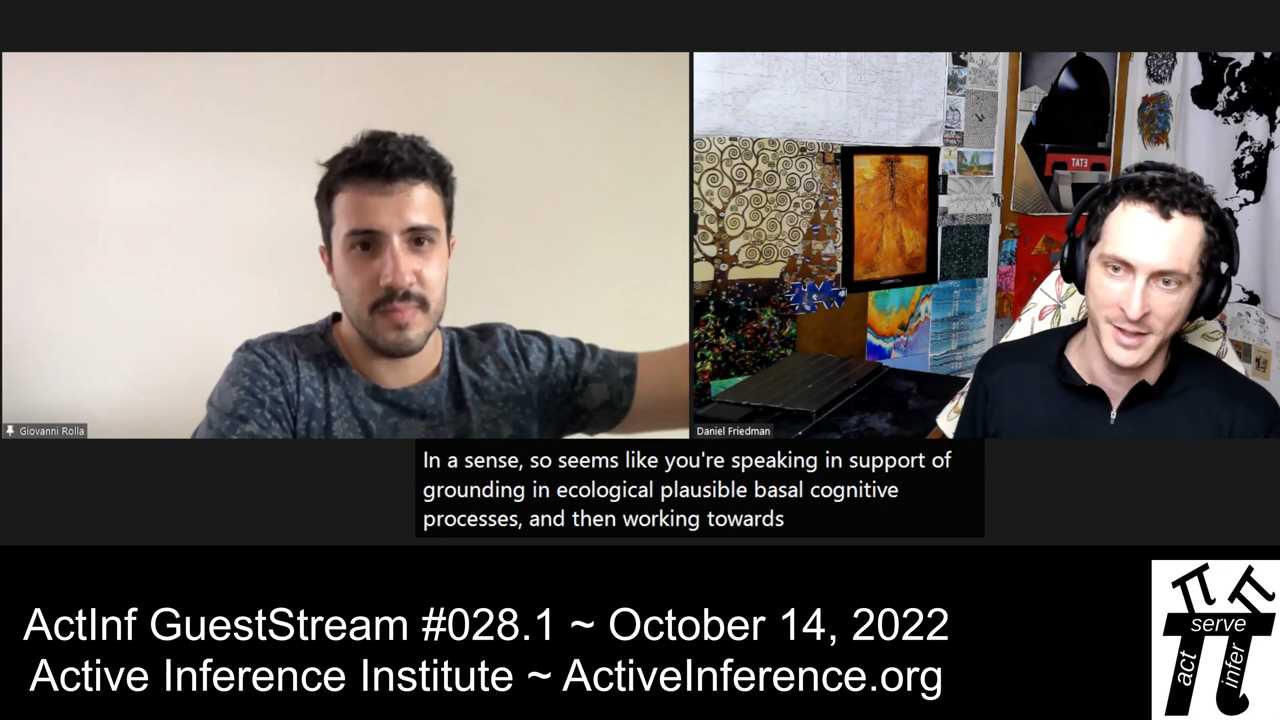 TAT3
Giovanni Rolla
Daniel Friedman
In a sense, so seems like you're speaking in support of
grounding in ecological plausible basal cognitive
processes, and then working towards
ActInf GuestStream #028.1 ~ October 14, 2022
Active Inference Institute ~ ActiveInference.org
π π
serve
π
act
infer